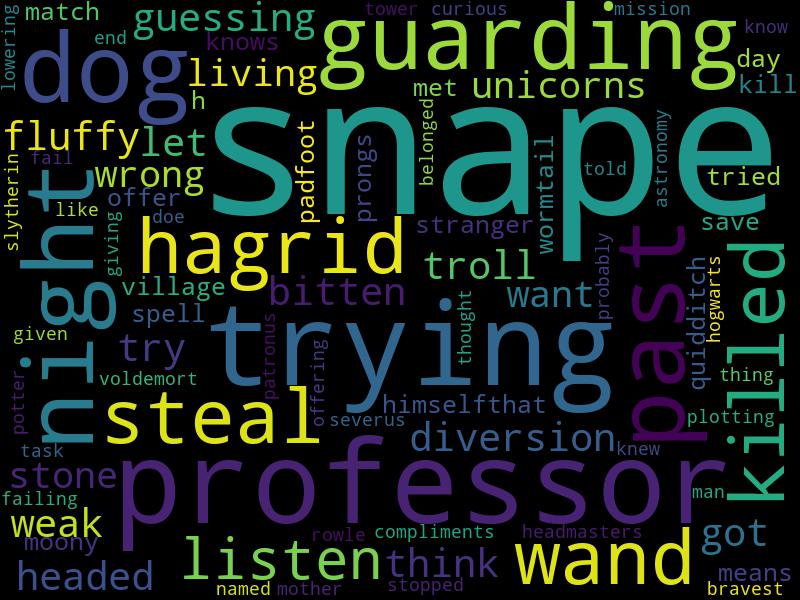 lowering
match
end
guessing
tower
curious
mission
knows
guarding
know
dog
living
day
h
met
unicorns
kill
snape
fluffy
let
fail
wrong
padfoot
prongs
belonged
wormtail
told
astronomy
tried
slytherin
offer
like
doe
night
giving
hagrid
stranger
save
troll
past
killed
village
bitten
want
probably
quidditch
hogwarts
spell
trying
thought
given
try
patronus
offering
voldemort
thing
potter
steal
himselfthat
severus
plotting
diversion
knew
task
professor
stone
man
failing
weak
moony
listen
rowle
compliments
headmasters
got
think
wand
headed
named
mother
stopped
means
bravest